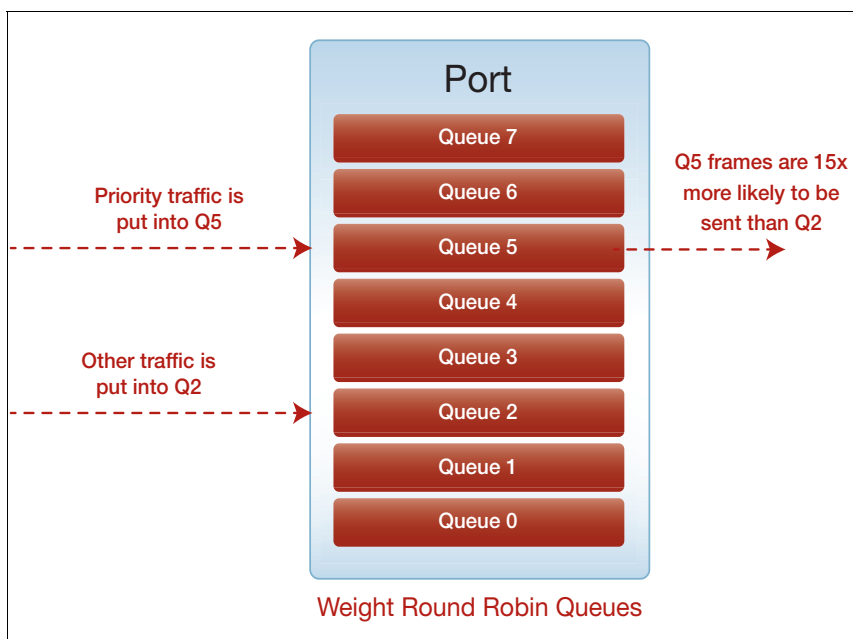 Port
Queue 7
Queue 6
Queue 5
Queue 4
Queue 3
Queue 2
Queue 1
Queue 0
Priority traffic is
put into Q5
Other traffic is
put into Q2
Q5 frames are 15x
more likely to be
sent than Q2
Weight Round Robin Queues